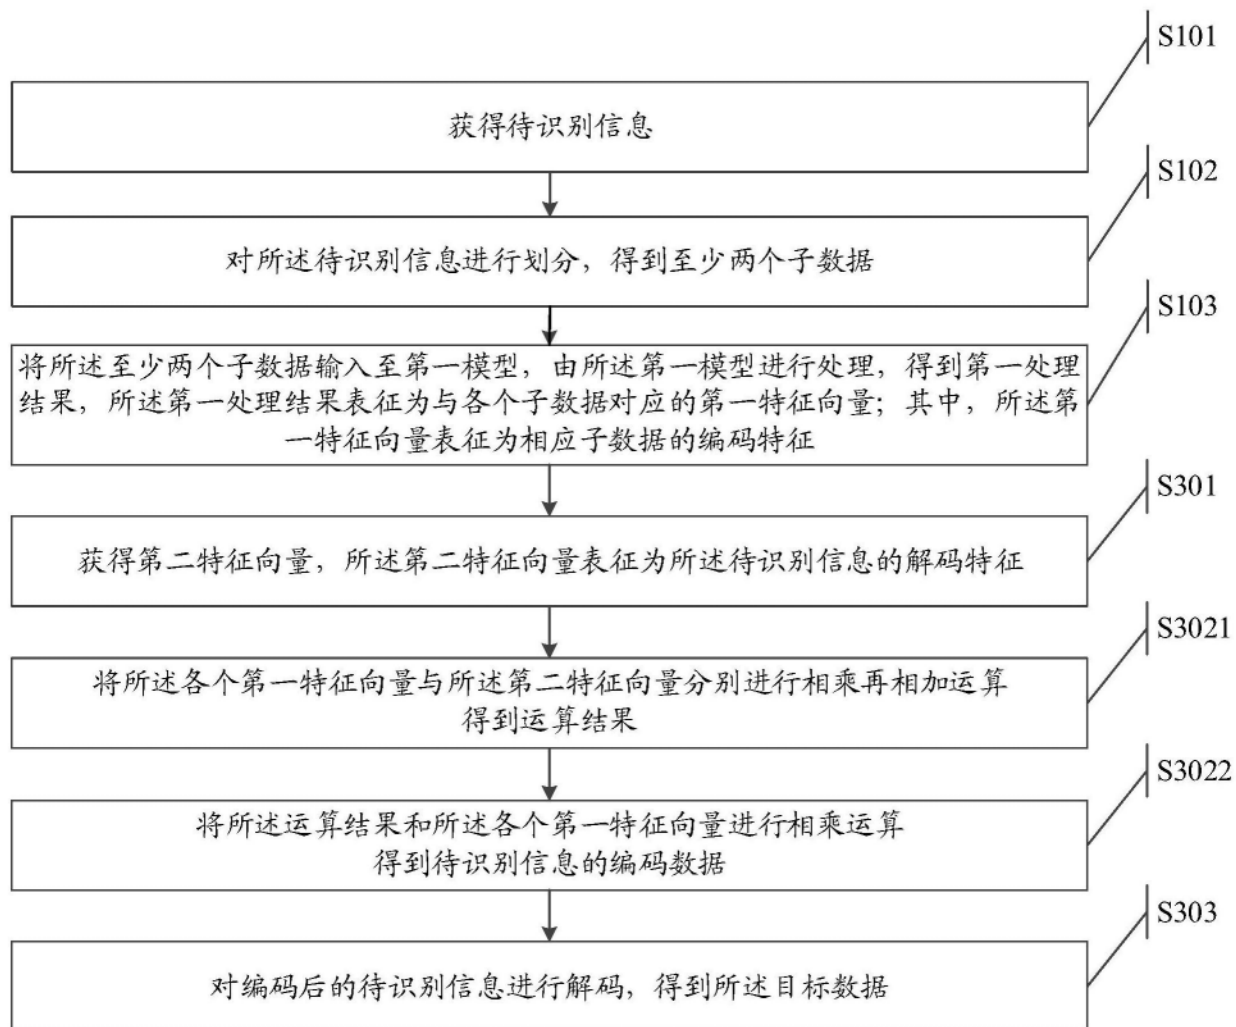 S101
获得待识别信息
S102
对所述待识别信息进行划分，得到至少两个子数据
S103
将所述至少两个子数据输入至第一模型，由所述第一模型进行处理，得到第一处理
结果，所述第一处理结果表征为与各个子数据对应的第一特征向量；其中，所述第
一特征向量表征为相应子数据的编码特征
S301
获得第二特征向量，所述第二特征向量表征为所述待识别信息的解码特征
S3021
将所述各个第一特征向量与所述第二特征向量分别进行相乘再相加运算
得到运算结果
S3022
将所述运算结果和所述各个第一特征向量进行相乘运算
得到待识别信息的编码数据
S303
对编码后的待识别信息进行解码，得到所述目标数据